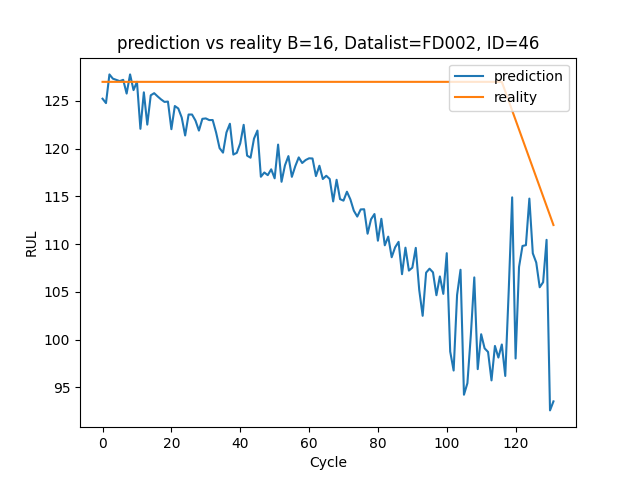 prediction vs reality B=16, Datalist=FD002, ID=46
prediction
reality
125
120
115
110
105
100
95
RUL
0 20 40 60 80 100 120
Cycle